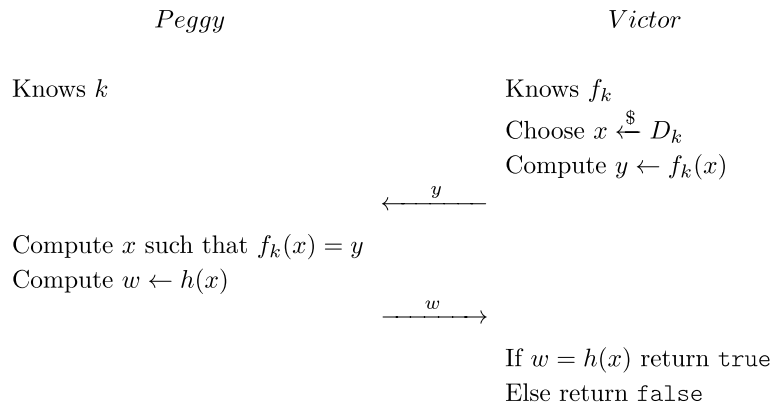 Peggy Victor
Knows k Knows f_k
Choose x $← D_k
Compute y ← f_k(x)
y
Compute x such that f_k(x) = y
Compute w ← h(x)
w
If w = h(x) return true
Else return false